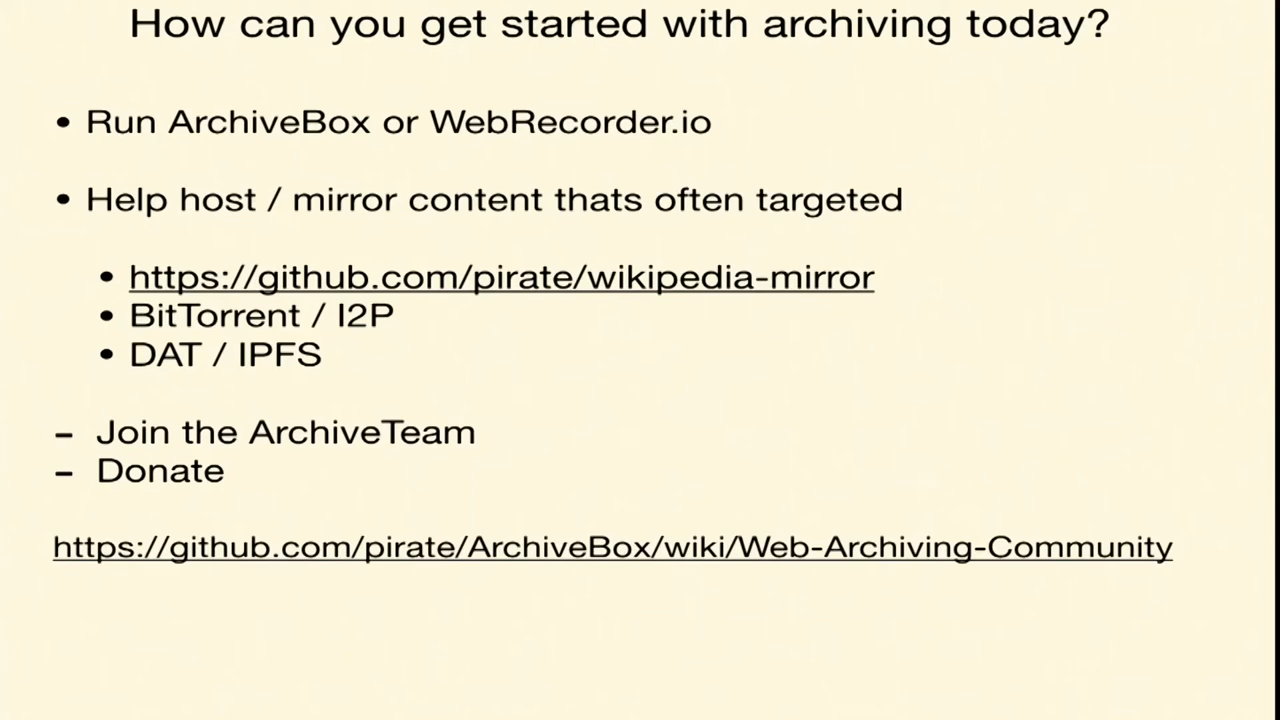 How can you get started with archiving today?
• Run ArchiveBox or WebRecorder.io
• Help host / mirror content thats often targeted
• https://github.com/pirate/wikipedia-mirror
• BitTorrent / I2P
• DAT / IPFS
– Join the ArchiveTeam
– Donate
https://github.com/pirate/ArchiveBox/wiki/Web-Archiving-Community